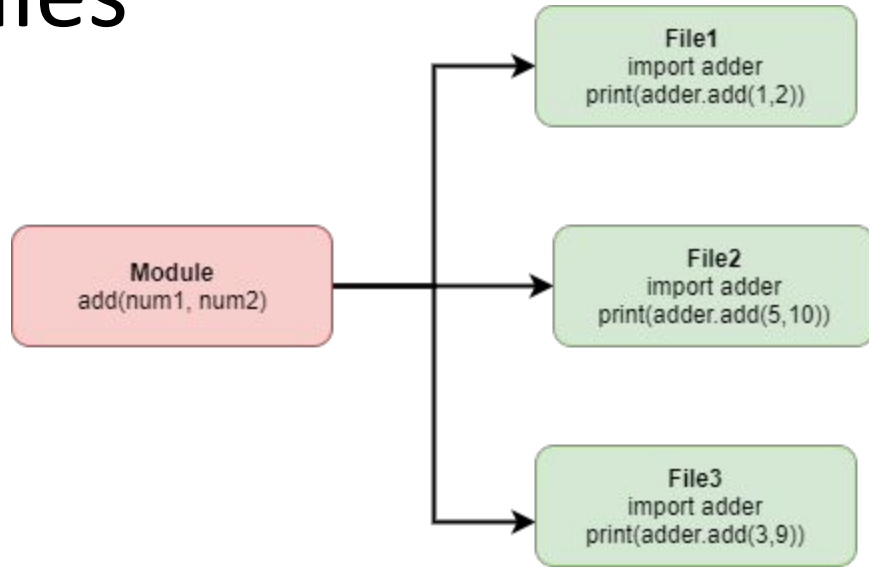 Module
add(num1, num2)
File1
import adder
print(adder.add(1,2))
File2
import adder
print(adder.add(5,10))
File3
import adder
print(adder.add(3,9))